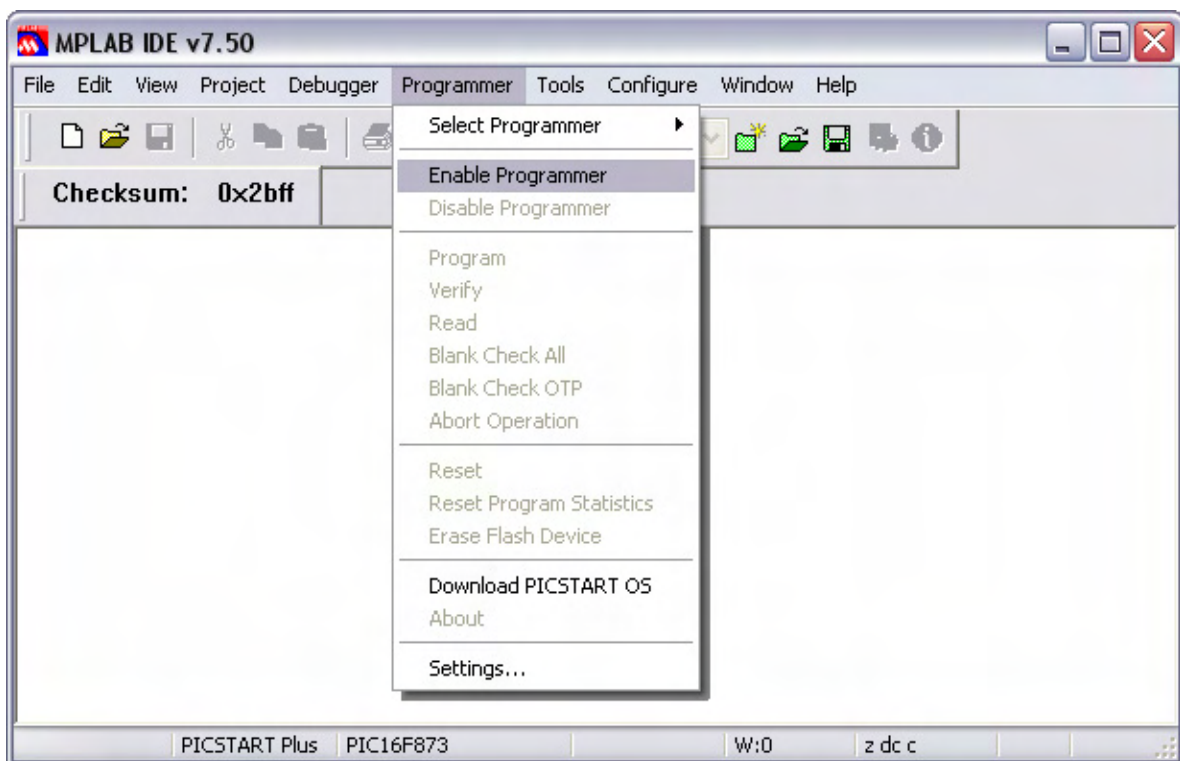 MPLAB IDE v7.50
File Edit View Project Debugger Programmer Tools Configure Window Help
Checksum: 0x2bff
Select Programmer
Enable Programmer
Disable Programmer
Program
Verify
Read
Blank Check All
Blank Check OTP
Abort Operation
Reset
Reset Program Statistics
Erase Flash Device
Download PICSTART OS
About
Settings...
PICSTART Plus PIC16F873 W:0 z dc c